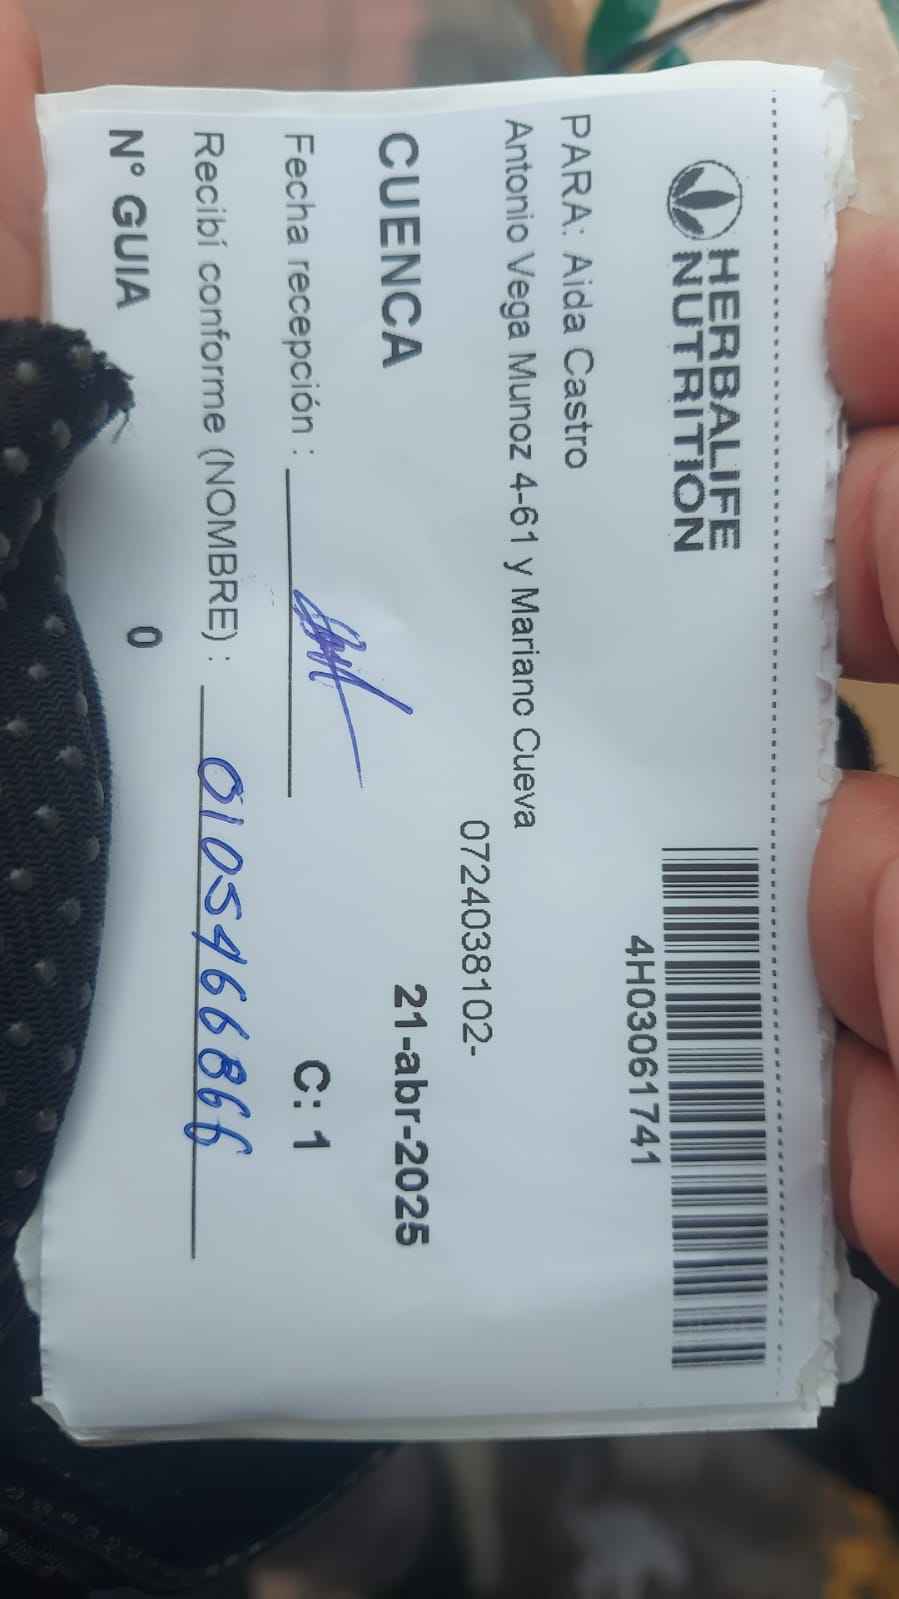 HERBALIFE
NUTRITION
4H03061741
PARA: Aida Castro
Antonio Vega Munoz 4-61 y Mariano Cueva
0724038102-
CUENCA
21-abr-2025
Fecha recepción :
C: 1
Recibí conforme (NOMBRE) : 0105466866
Nº GUIA 0